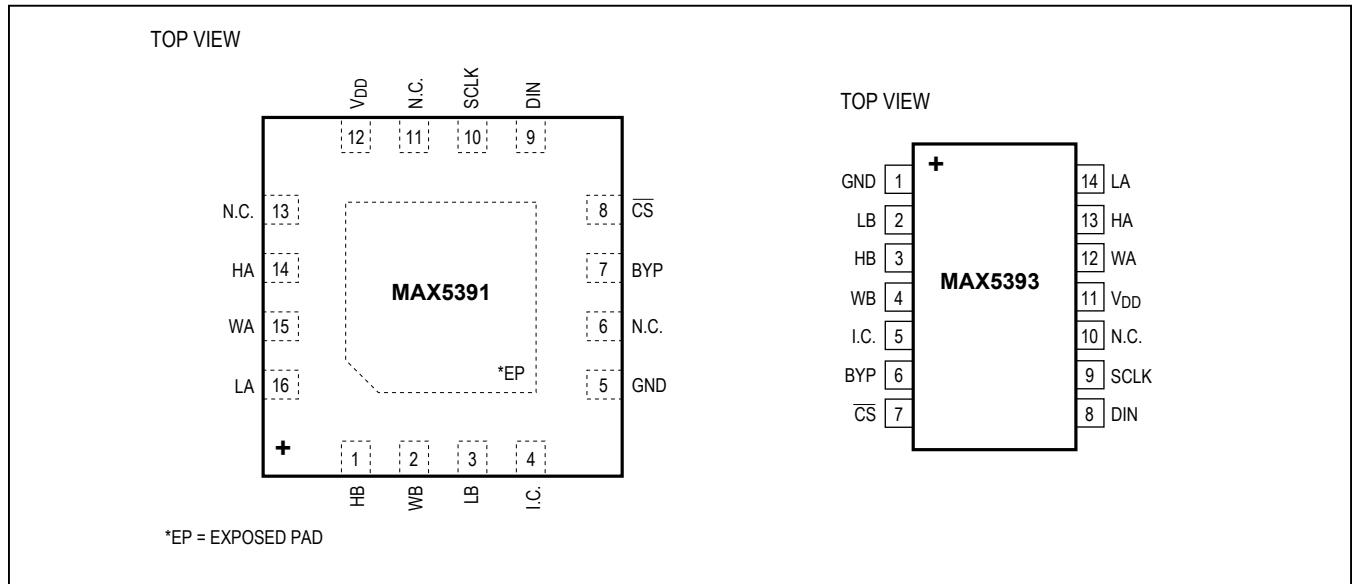 TOP VIEW
VDD
N.C.
SCLK
DIN
12
11
10
9
N.C. 13
HA 14
WA 15
LA 16
8 C̅S̅
7 BYP
6 N.C.
5 GND
MAX5391
*EP
+
1
2
3
4
HB
WB
LB
I.C.
*EP = EXPOSED PAD
TOP VIEW
+
GND 1
LB 2
HB 3
WB 4
I.C. 5
BYP 6
C̅S̅ 7
MAX5393
14 LA
13 HA
12 WA
11 VDD
10 N.C.
9 SCLK
8 DIN